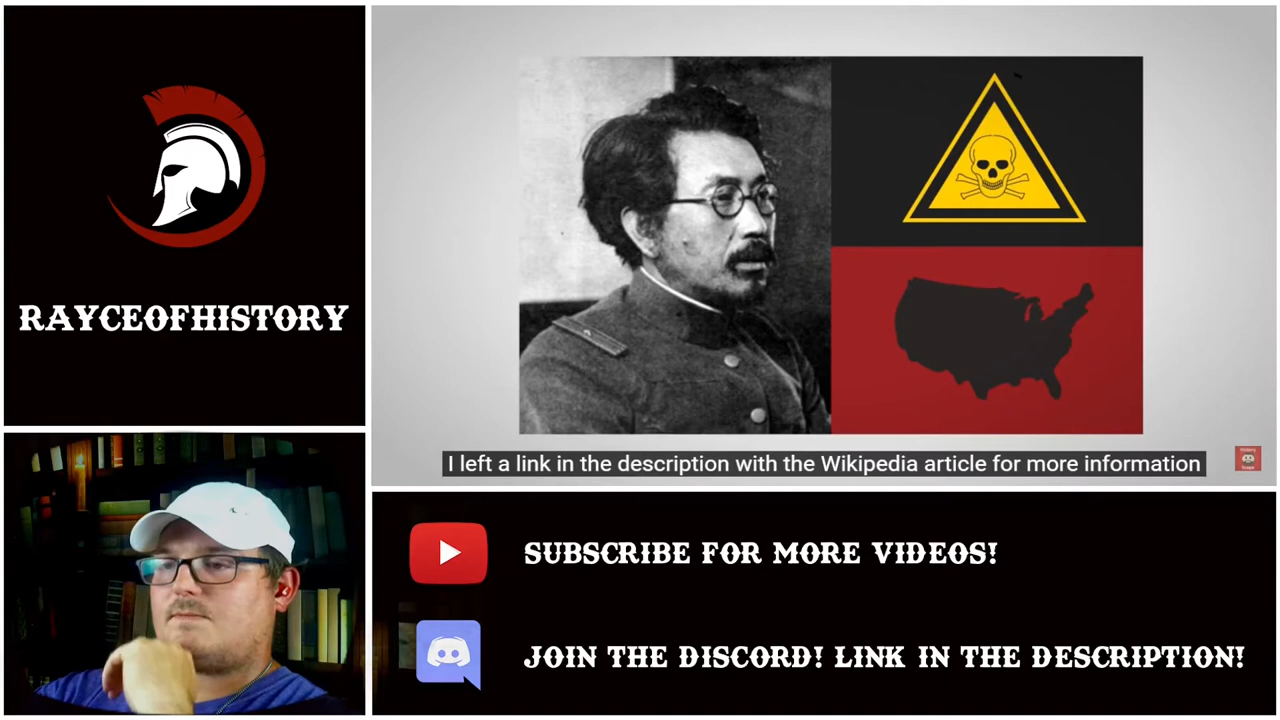 RAYCEOFHISTORY
I left a link in the description with the Wikipedia article for more information
SUBSCRIBE FOR MORE VIDEOS!
JOIN THE DISCORD! LINK IN THE DESCRIPTION!